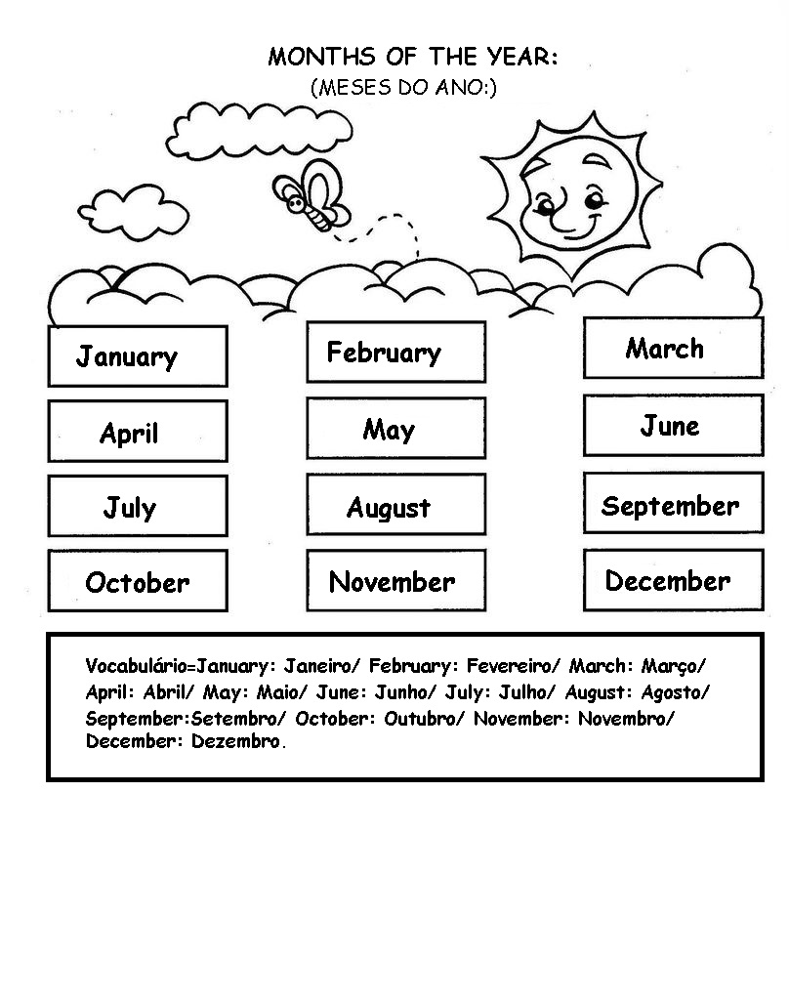 MONTHS OF THE YEAR:
(MESES DO ANO:)
January
February
March
April
May
June
July
August
September
October
November
December
Vocabulário=January: Janeiro/ February: Fevereiro/ March: Março/
April: Abril/ May: Maio/ June: Junho/ July: Julho/ August: Agosto/
September:Setembro/ October: Outubro/ November: Novembro/
December: Dezembro.